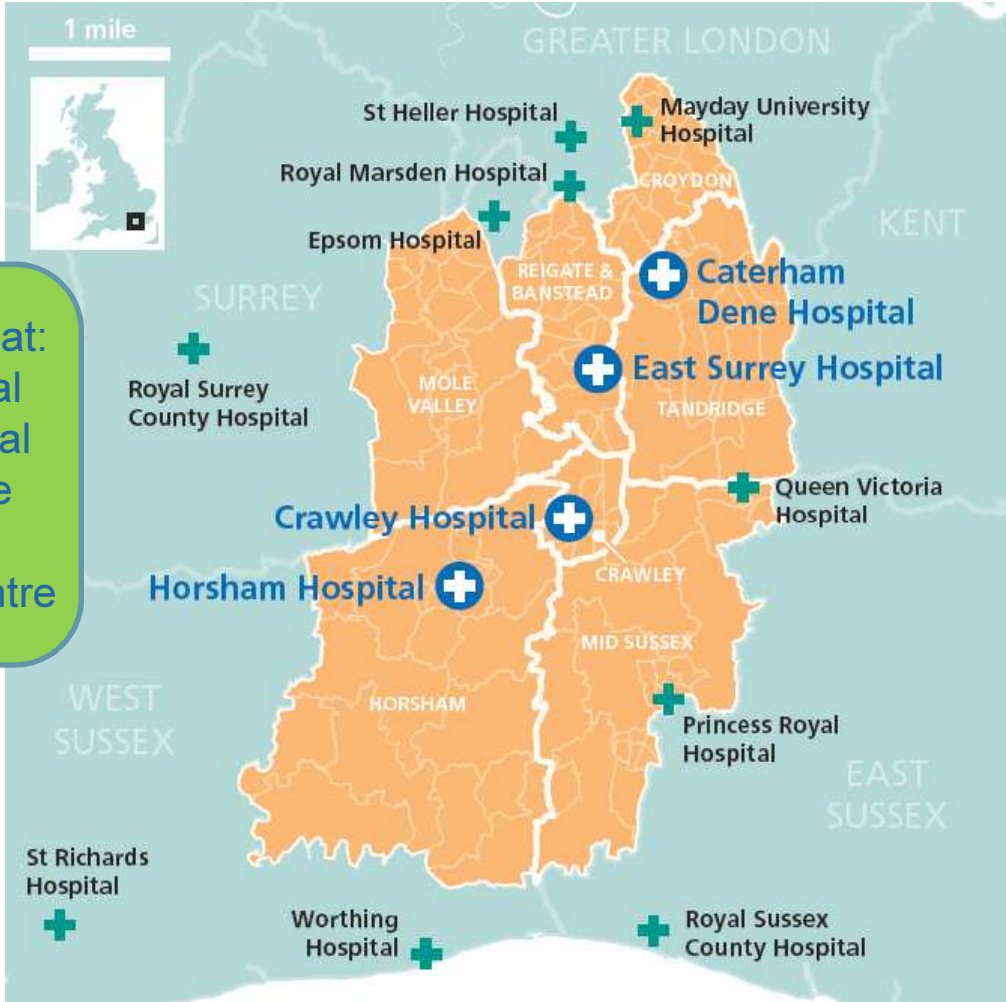 1 mile
GREATER LONDON
St Heller Hospital
Mayday University
Hospital
Royal Marsden Hospital
CROYDON
Epsom Hospital
KENT
REIGATE &
BANSTEAD
Caterham
Dene Hospital
SURREY
at:
Royal Surrey
County Hospital
MOLE
VALLEY
East Surrey Hospital
TANDRIDGE
Queen Victoria
Hospital
Crawley Hospital
CRAWLEY
Horsham Hospital
MID SUSSEX
HORSHAM
WEST
SUSSEX
Princess Royal
Hospital
EAST
SUSSEX
St Richards
Hospital
Worthing
Hospital
Royal Sussex
County Hospital